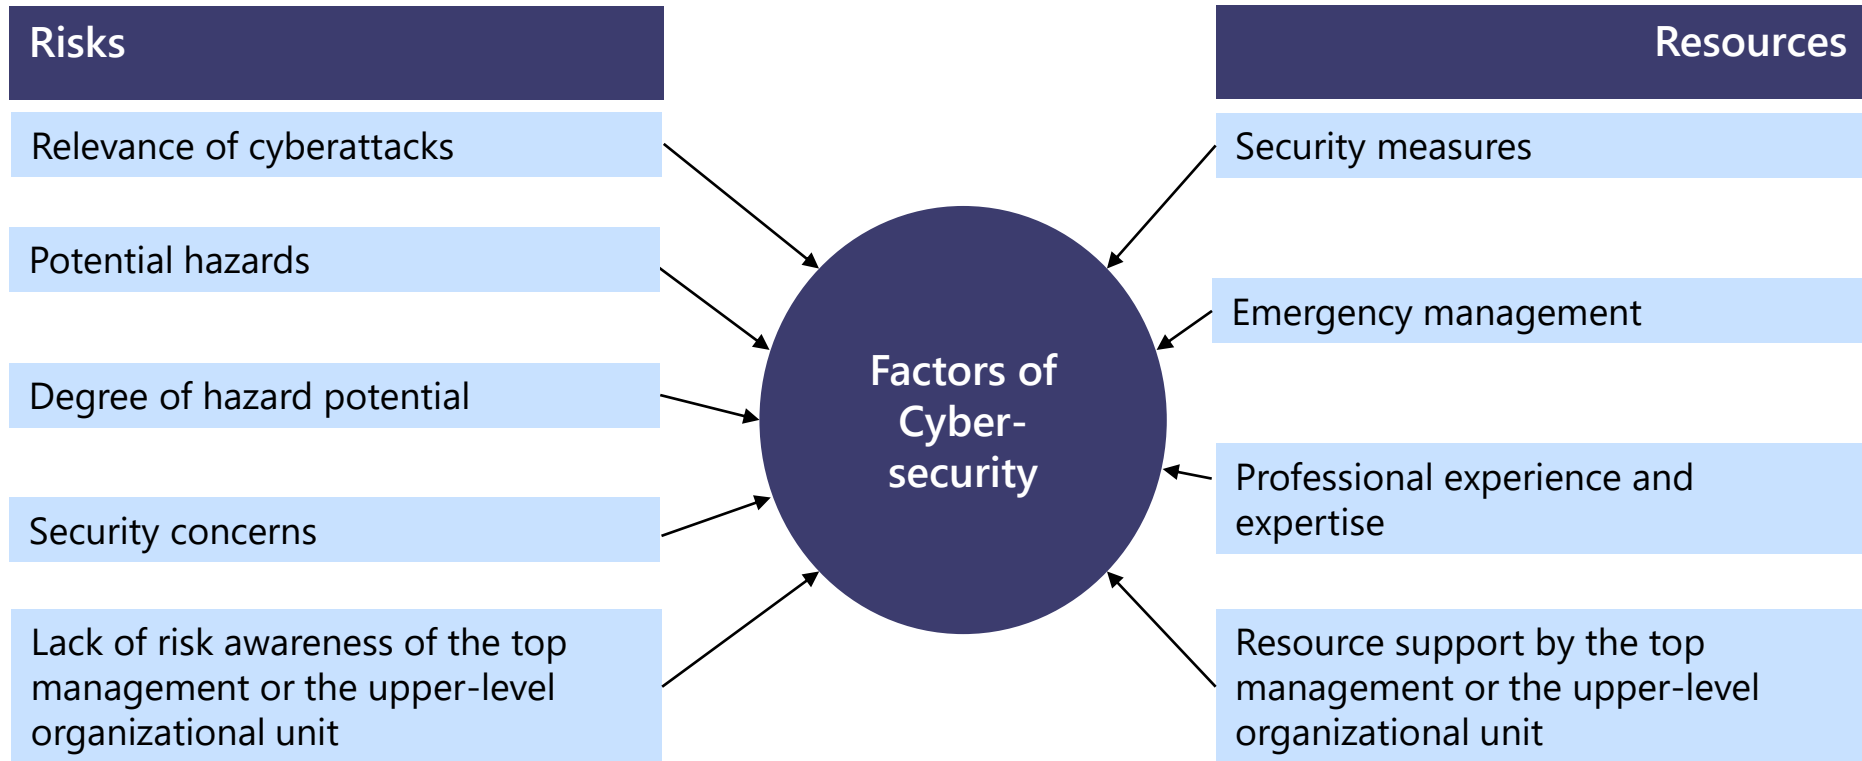 Risks
Relevance of cyberattacks
Potential hazards
Degree of hazard potential
Security concerns
Lack of risk awareness of the top
management or the upper-level
organizational unit
Factors of
Cyber-
security
Resources
Security measures
Emergency management
Professional experience and
expertise
Resource support by the top
management or the upper-level
organizational unit